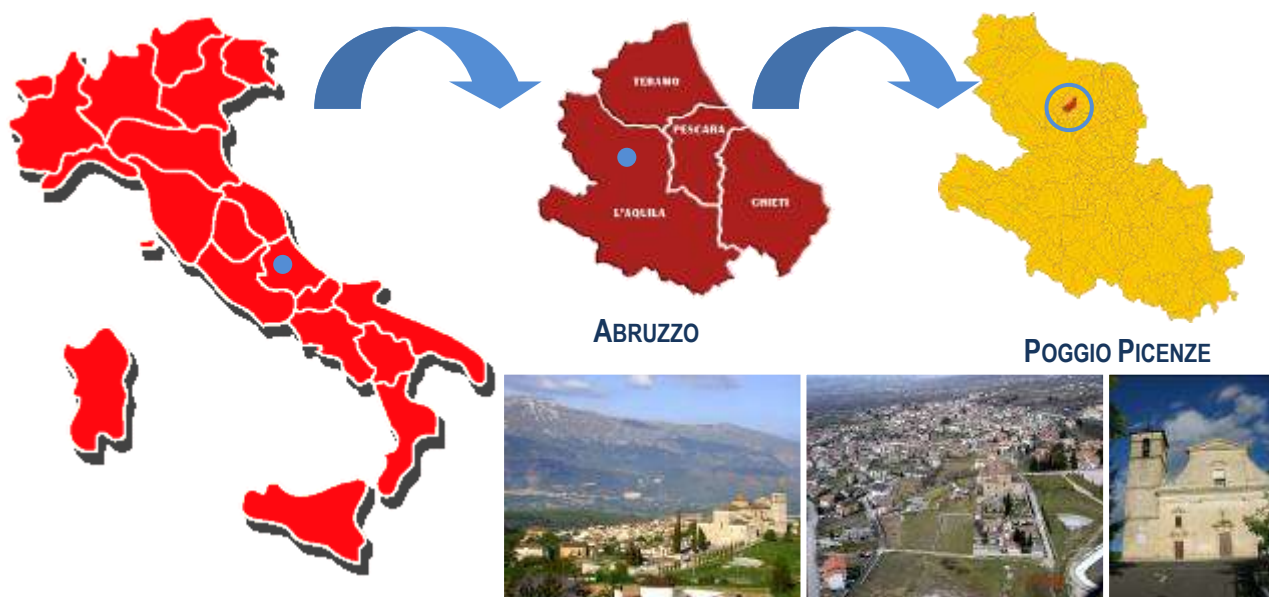 TERAMO
PESCARA
L'AQUILA
CHIETI
ABRUZZO
POGGIO PICENZE